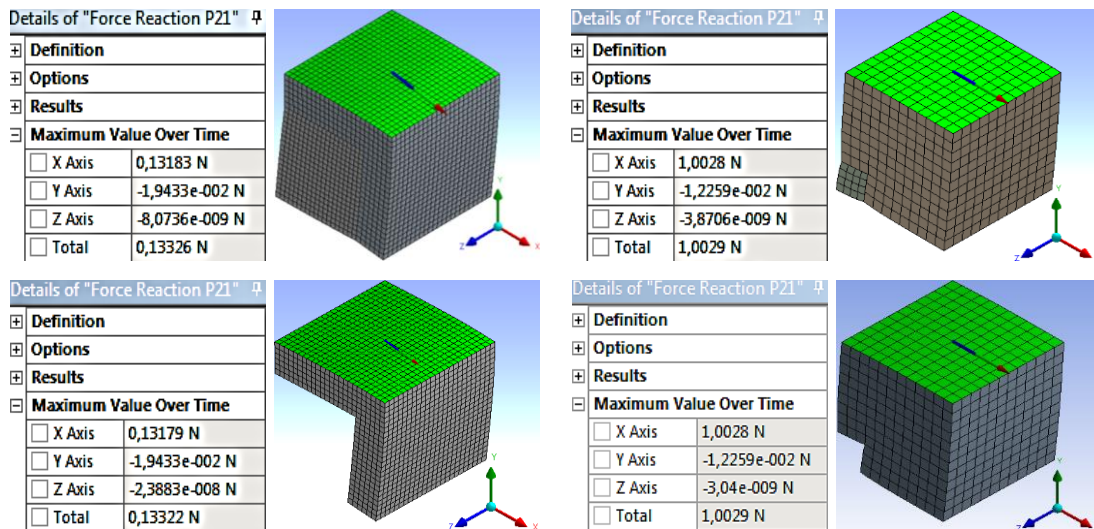 Details of "Force Reaction P21"
Definition
Options
Results
Maximum Value Over Time
X Axis 0,13183 N
Y Axis -1,9433e-002 N
Z Axis -8,0736e-009 N
Total 0,13326 N
Y
Z
X
Details of "Force Reaction P21"
Definition
Options
Results
Maximum Value Over Time
X Axis 1,0028 N
Y Axis -1,2259e-002 N
Z Axis -3,8706e-009 N
Total 1,0029 N
Y
Z
X
Details of "Force Reaction P21"
Definition
Options
Results
Maximum Value Over Time
X Axis 0,13179 N
Y Axis -1,9433e-002 N
Z Axis -2,3883e-008 N
Total 0,13322 N
Y
Z
X
Details of "Force Reaction P21"
Definition
Options
Results
Maximum Value Over Time
X Axis 1,0028 N
Y Axis -1,2259e-002 N
Z Axis -3,04e-009 N
Total 1,0029 N
Y
Z
X